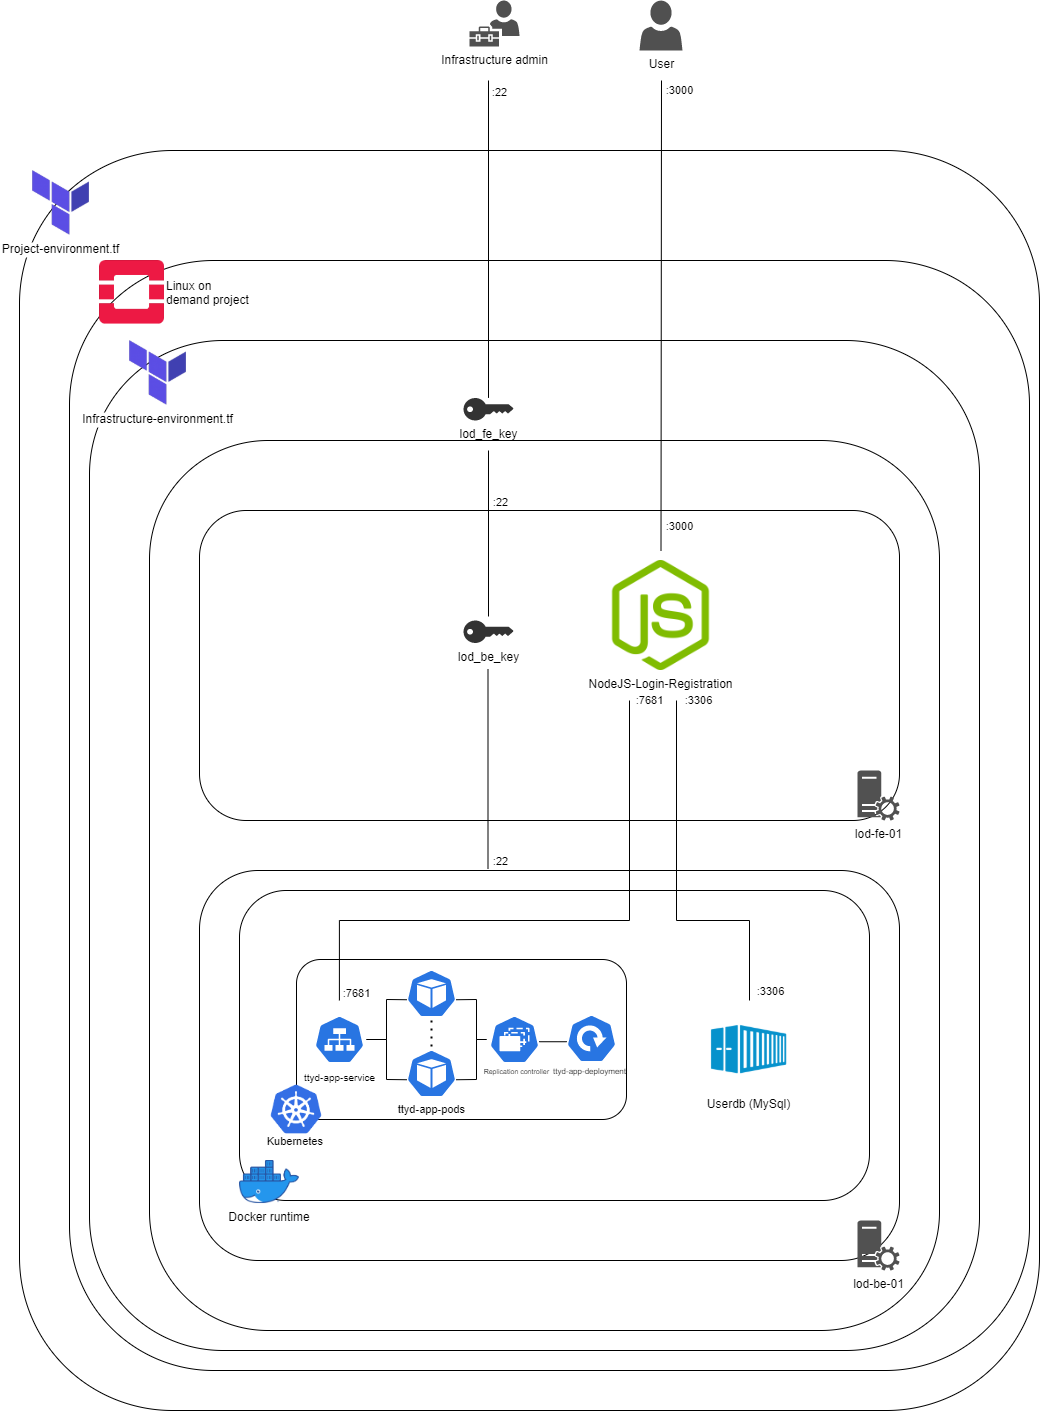 Infrastructure admin
User
:22
:3000
Project-environment.tf
Linux on
demand project
Infrastructure-environment.tf
lod_fe_key
:22
:3000
JS
lod_be_key
NodeJS-Login-Registration
:7681
:3306
lod-fe-01
:22
:7681
:3306
ttyd-app-service
Replication controller
ttyd-app-deployment
ttyd-app-pods
Userdb (MySql)
Kubernetes
Docker runtime
lod-be-01